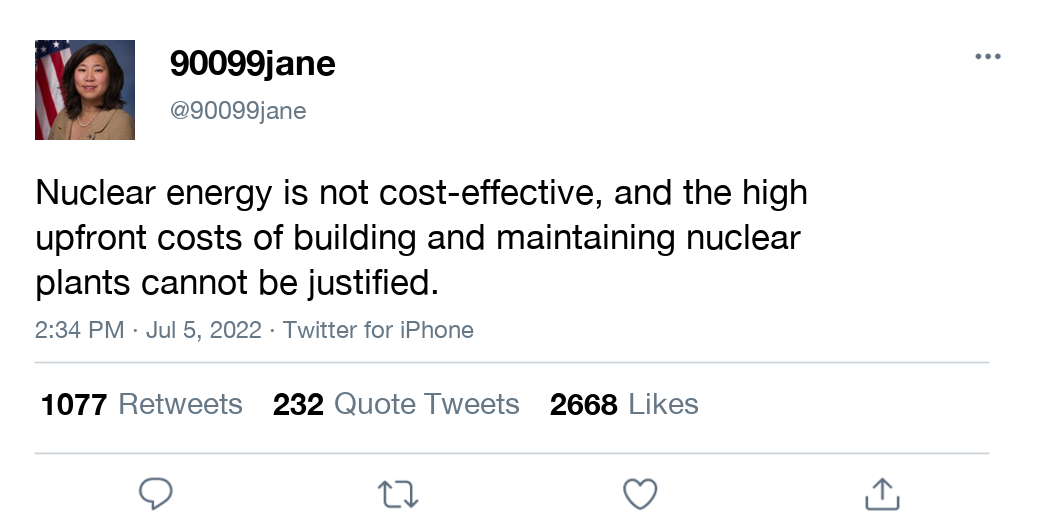 90099jane
@90099jane
Nuclear energy is not cost-effective, and the high
upfront costs of building and maintaining nuclear
plants cannot be justified.
2:34 PM · Jul 5, 2022 · Twitter for iPhone
1077 Retweets 232 Quote Tweets 2668 Likes